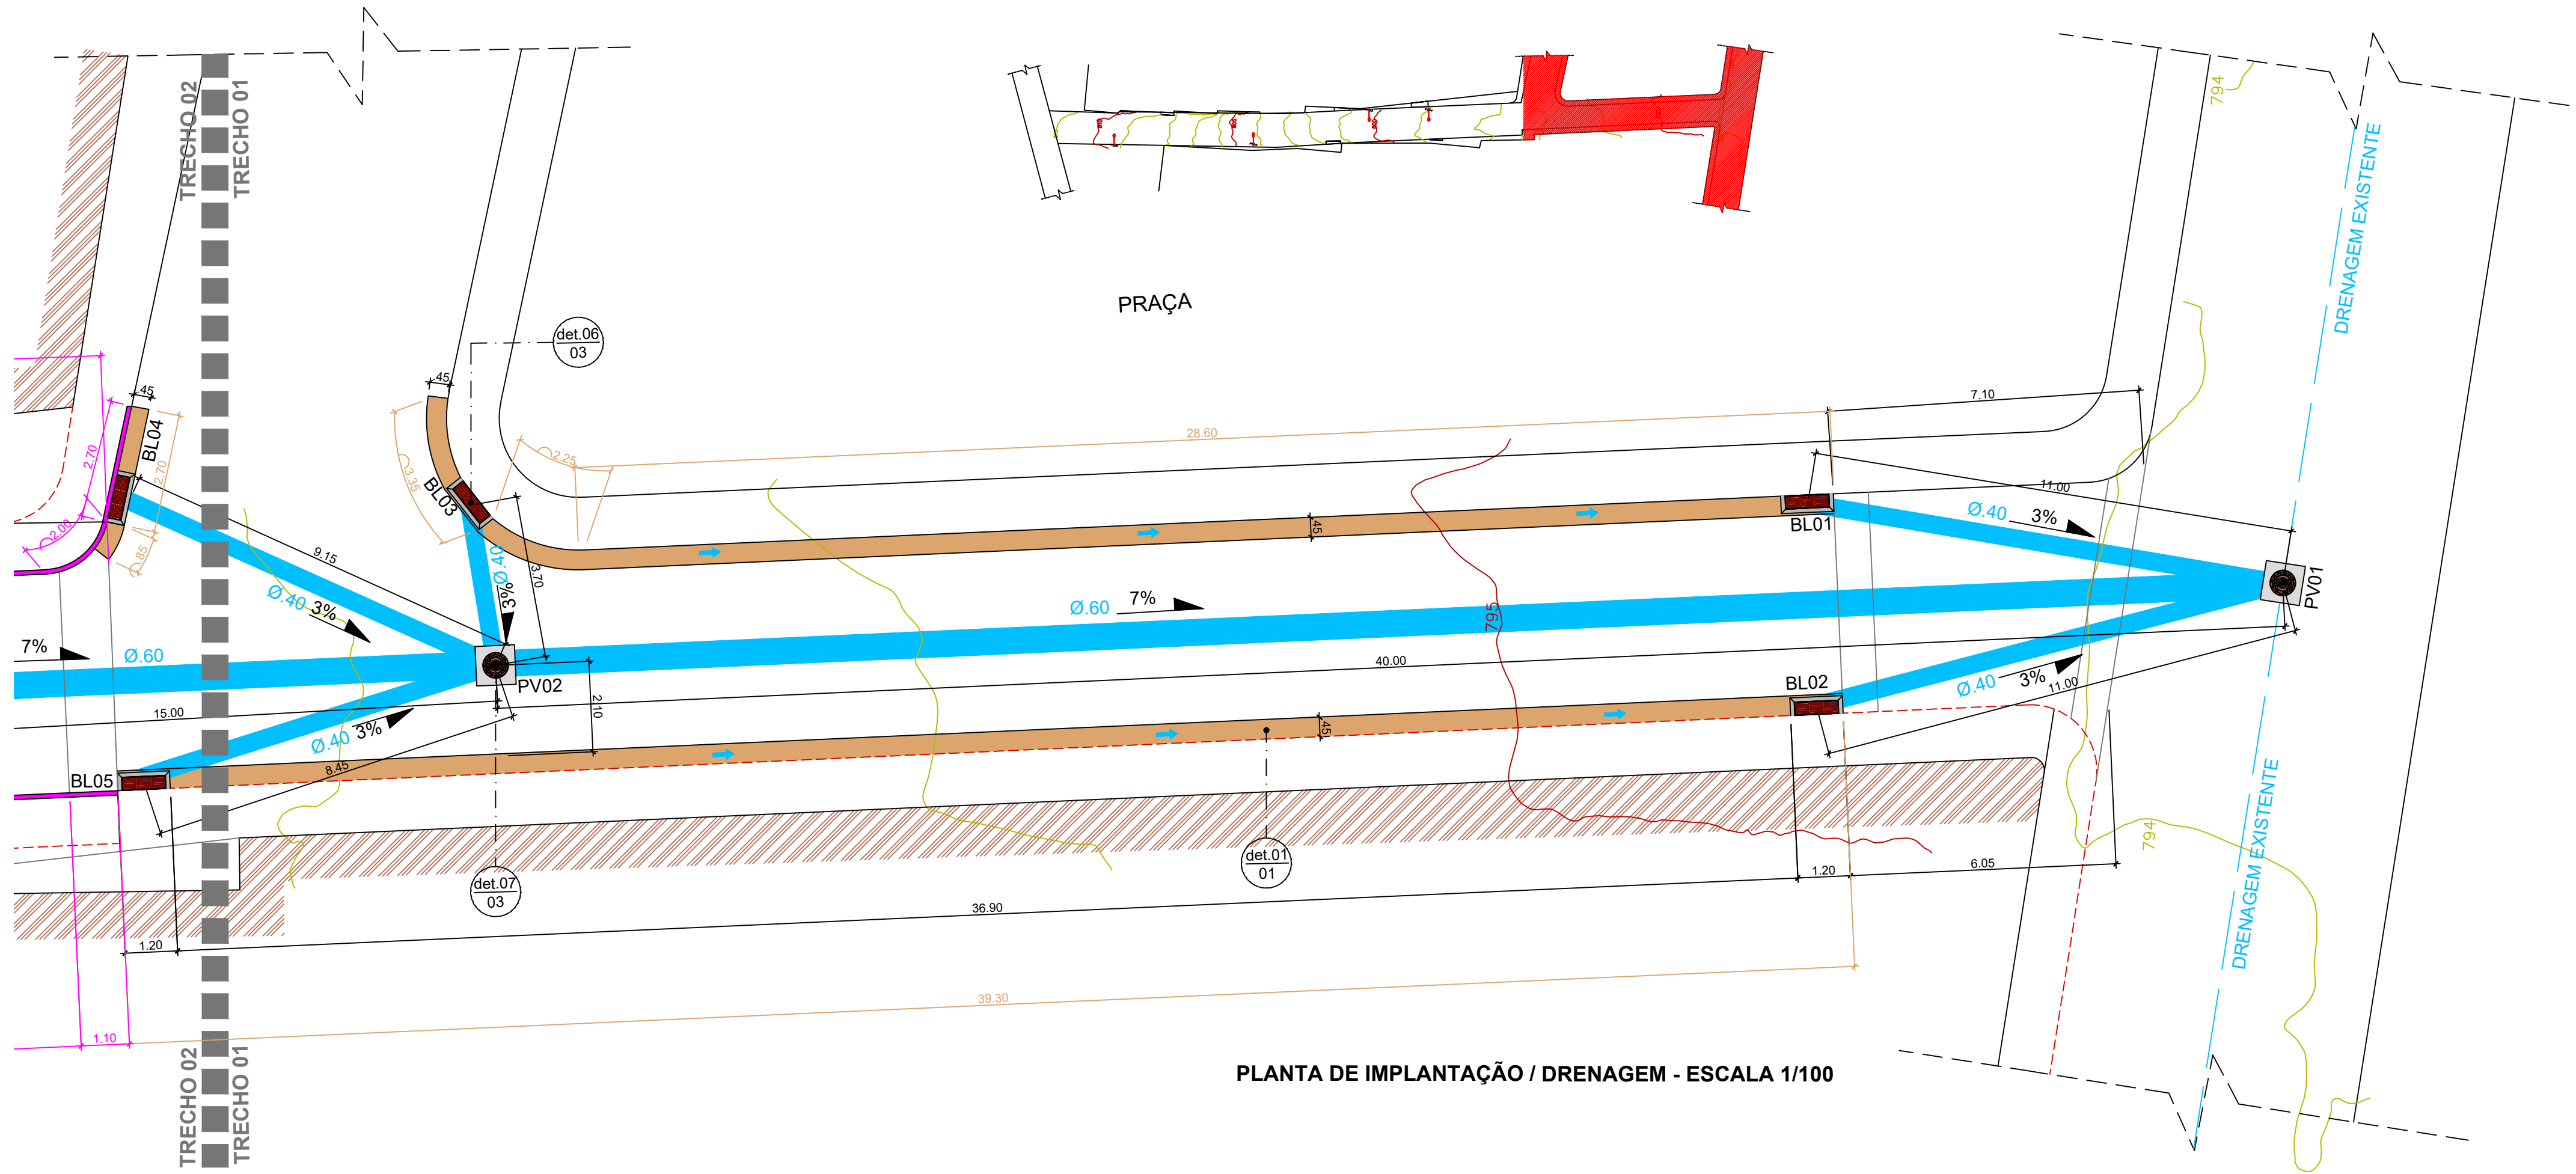 TRECHO 02
TRECHO 01
794
DRENAGEM EXISTENTE
PRAÇA
det.06
03
.45
.45
7.10
28.60
BL04
2.70
2.70
2.25
3.35
BL03
11.00
2.00
.85
9.15
Ø.40
3%
Ø.40
3%
3.70
.45
BL01
Ø.40
3%
PV01
7%
Ø.60
Ø.60
7%
795
PV02
40.00
15.00
2.10
BL02
Ø.40
3%
11.00
Ø.40
3%
8.45
.45
BL05
DRENAGEM EXISTENTE
794
det.07
03
det.01
01
1.20
6.05
36.90
1.20
39.30
1.10
TRECHO 02
TRECHO 01
PLANTA DE IMPLANTAÇÃO / DRENAGEM - ESCALA 1/100